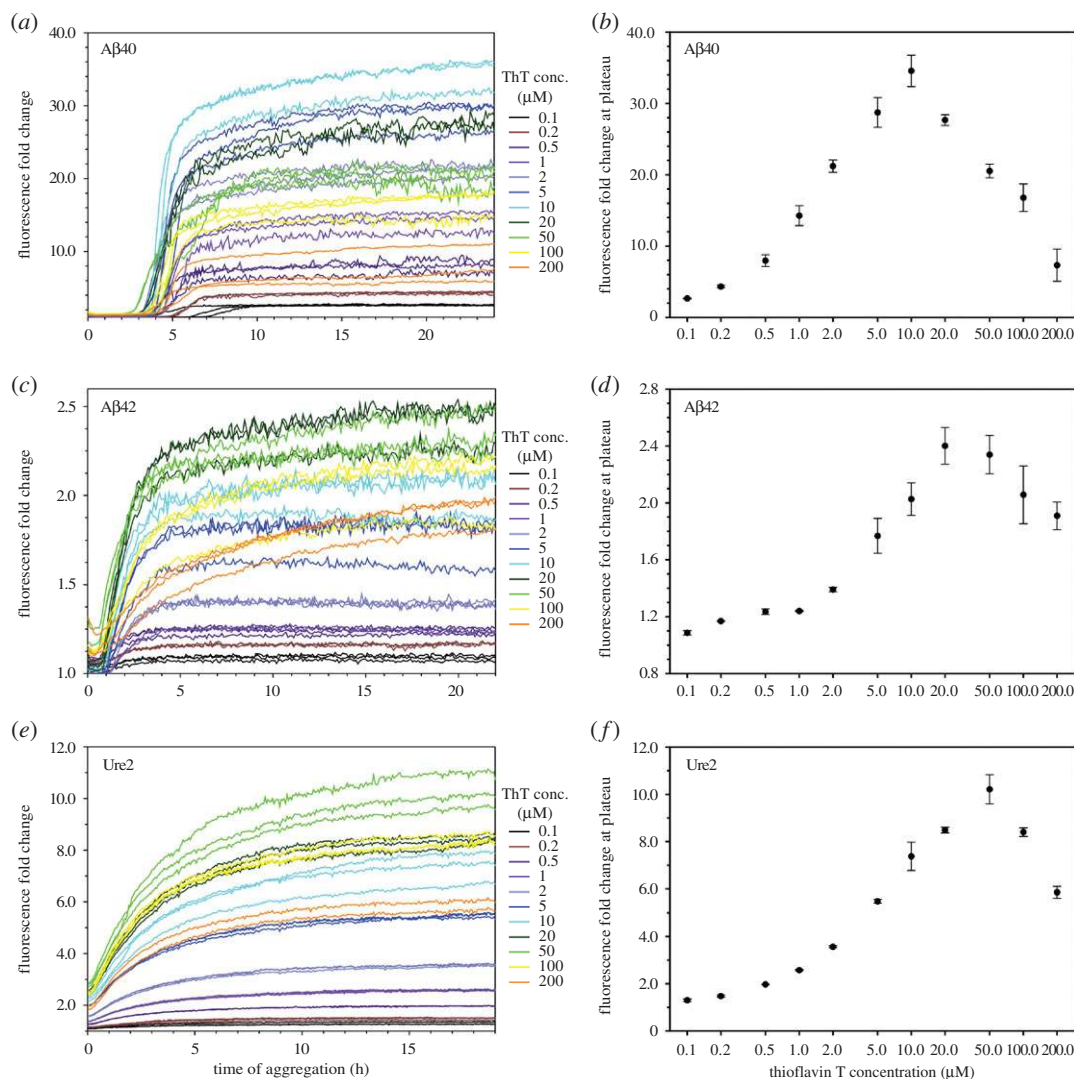 (a)
Aβ40
fluorescence fold change
40.0
30.0
20.0
10.0
0
5
10
15
20
ThT conc.
(μM)
0.1
0.2
0.5
1
2
5
10
20
50
100
200
(b)
Aβ40
fluorescence fold change at plateau
40.0
30.0
20.0
10.0
0
0.1 0.2 0.5 1.0 2.0 5.0 10.0 20.0 50.0 100.0 200.0
(c)
Aβ42
fluorescence fold change
2.5
2.0
1.5
1.0
0
5
10
15
20
ThT conc.
(μM)
0.1
0.2
0.5
1
2
5
10
20
50
100
200
(d)
Aβ42
fluorescence fold change at plateau
2.8
2.4
2.0
1.6
1.2
0.8
0.1 0.2 0.5 1.0 2.0 5.0 10.0 20.0 50.0 100.0 200.0
(e)
Ure2
fluorescence fold change
12.0
10.0
8.0
6.0
4.0
2.0
0
5
10
15
time of aggregation (h)
ThT conc.
(μM)
0.1
0.2
0.5
1
2
5
10
20
50
100
200
(f)
Ure2
fluorescence fold change at plateau
12.0
10.0
8.0
6.0
4.0
2.0
0
0.1 0.2 0.5 1.0 2.0 5.0 10.0 20.0 50.0 100.0 200.0
thioflavin T concentration (μM)